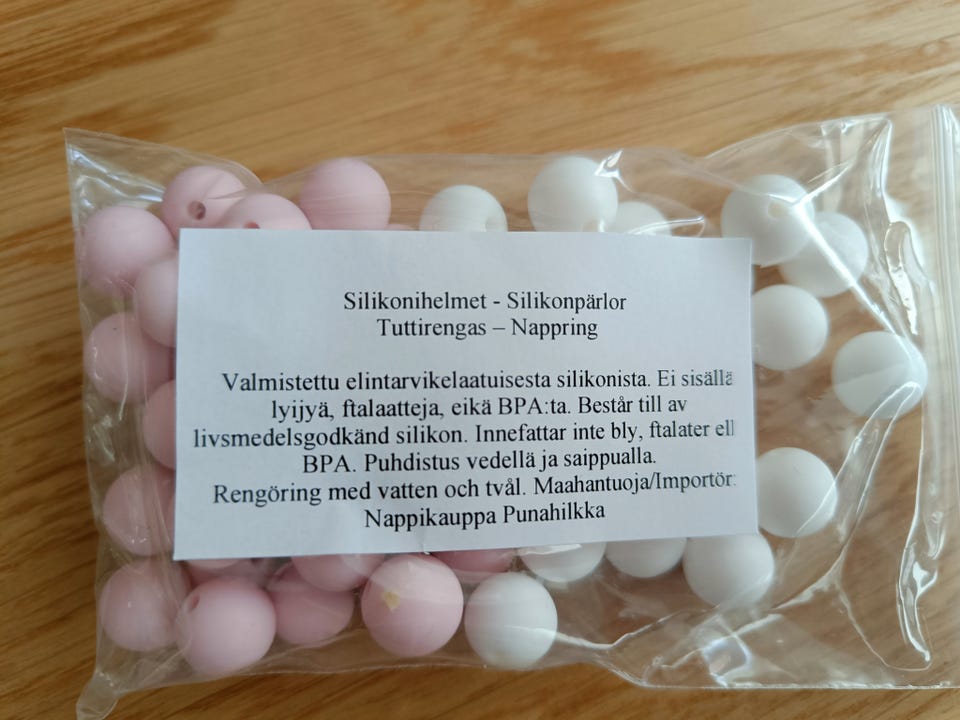 Silikonihelmet - Silikonpärlor
Tuttirengas – Nappring
Valmistettu elintarvikelaatuisesta silikonista. Ei sisällä
lyijyä, ftalaatteja, eikä BPA:ta. Består till av
livsmedelsgodkänd silikon. Innefattar inte bly, ftalater ell
BPA. Puhdistus vedellä ja saippualla.
Rengöring med vatten och tvål. Maahantuoja/Importör:
Nappikauppa Punahilkka